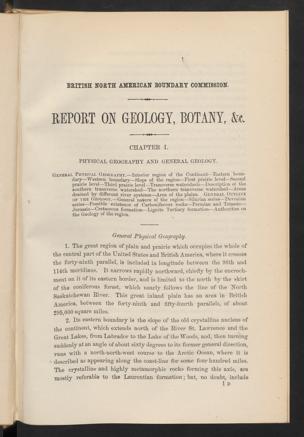 BRITISH NORTH AMERICAN BOUNDARY COMMISSION.
REPORT ON GEOLOGY, BOTANY, &c.
CHAPTER I.
PHYSICAL GEOGRAPHY AND GENERAL GEOLOGY.
GENERAL PHYSICAL GEOGRAPHY.—Interior region of the Continent—Eastern boun-
dary—Western boundary—Slope of the region—First prairie level—Second
prairie level—Third prairie level—Transverse watersheds—Description of the
southern transverse watershed—The northern transverse watershed—Areas
drained by different river systems—Area of the plains. GENERAL OUTLINE
OF THE GEOLOGY.—General nature of the region—Silurian series—Devonian
series—Possible existence of Carboniferous rocks—Permian and Triassic—
Jurassic—Cretaceous formation—Lignite Tertiary formation—Authorities on
the Geology of the region.
General Physical Geography.
1. The great region of plain and prairie which occupies the whole of
the central part of the United States and British America, where it crosses
the forty-ninth parallel, is included in longitude between the 96th and
114th meridians. It narrows rapidly northward, chiefly by the encroach-
ment on it of its eastern border, and is limited to the north by the skirt
of the coniferous forest, which nearly follows the line of the North
Saskatchewan River. This great inland plain has an area in British
America, between the forty-ninth and fifty-fourth parallels, of about
295,000 square miles.
2. Its eastern boundary is the slope of the old crystalline nucleus of
the continent, which extends north of the River St. Lawrence and the
Great Lakes, from Labrador to the Lake of the Woods, and, then turning
suddenly at an angle of about sixty degrees to its former general direction,
runs with a north-north-west course to the Arctic Ocean, where it is
described as appearing along the coast-line for some four hundred miles.
The crystalline and highly metamorphic rocks forming this axis, are
mostly referable to the Laurentian formation; but, no doubt, include